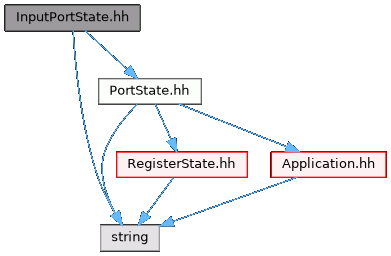 InputPortState.hh
PortState.hh
RegisterState.hh
Application.hh
string